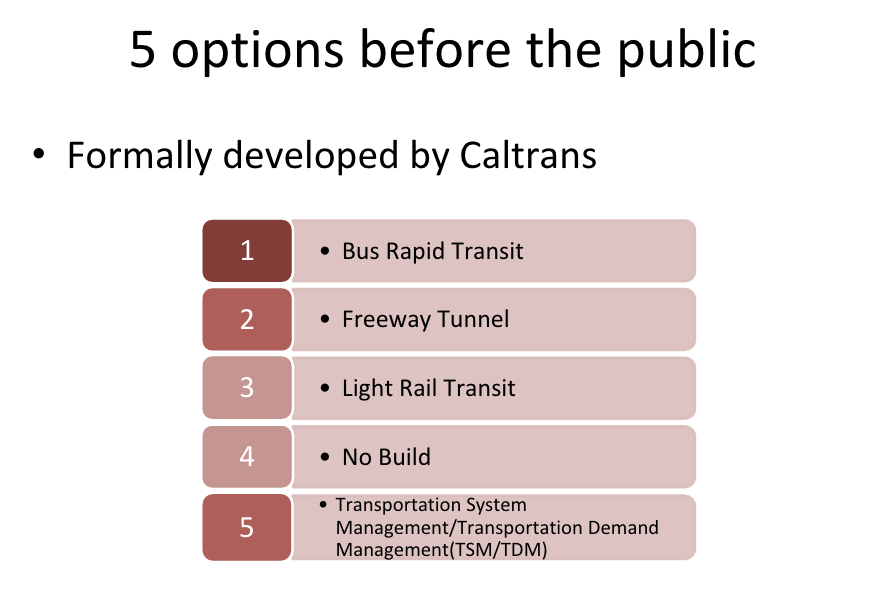 5 options before the public
• Formally developed by Caltrans
1
• Bus Rapid Transit
2
• Freeway Tunnel
3
• Light Rail Transit
4
• No Build
5
• Transportation System
Management/Transportation Demand
Management(TSM/TDM)